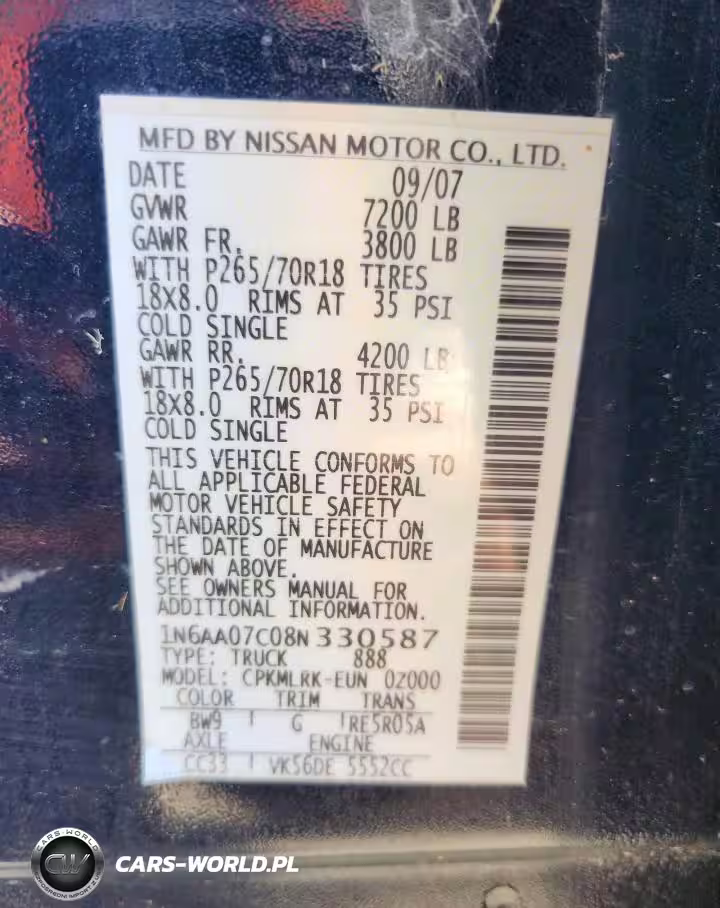 MFD BY NISSAN MOTOR CO., LTD.
DATE 09/07
GVWR 7200 LB
GAWR FR. 3800 LB
WITH P265/70R18 TIRES
18X8.0 RIMS AT 35 PSI
COLD SINGLE
GAWR RR. 4200 LB
WITH P265/70R18 TIRES
18X8.0 RIMS AT 35 PSI
COLD SINGLE
THIS VEHICLE CONFORMS TO
ALL APPLICABLE FEDERAL
MOTOR VEHICLE SAFETY
STANDARDS IN EFFECT ON
THE DATE OF MANUFACTURE
SHOWN ABOVE.
SEE OWNERS MANUAL FOR
ADDITIONAL INFORMATION.
1N6AA07C08N330587
TYPE: TRUCK 888
MODEL: CPKMLRK-EUN 0Z000
COLOR TRIM TRANS
BW9 G RE5R05A
AXLE ENGINE
CC33 VK56DE 5552CC
CARS-WORLD
CW
CARS-WORLD.PL